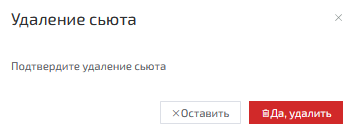 Удаление сьюта
Подтвердите удаление сьюта
Оставить
Да, удалить